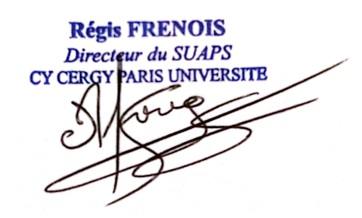 Régis FRENOIS
Directeur du SUAPS
CY CERGY PARIS UNIVERSITE